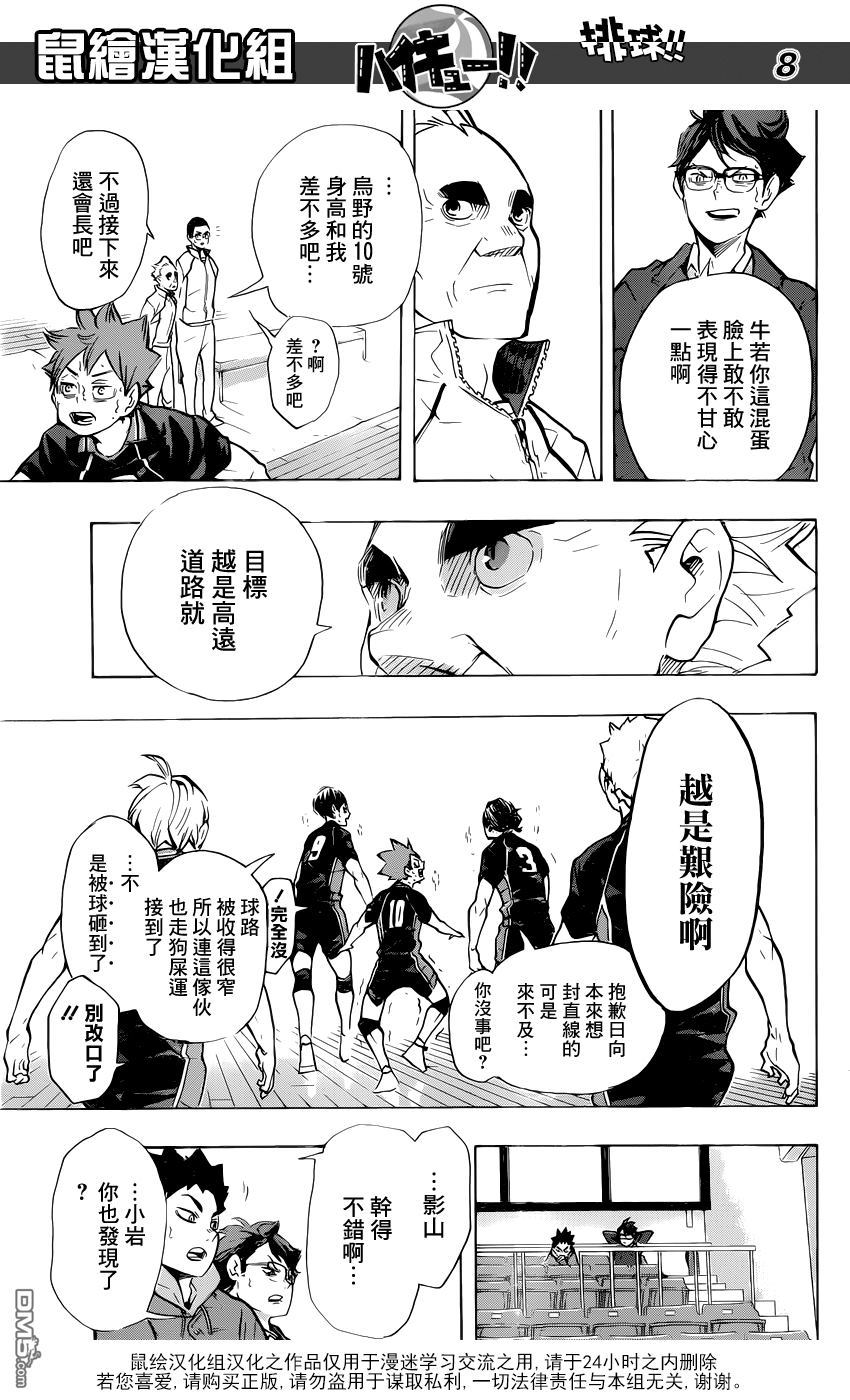 鼠繪漢化組
ハイキュー!!
排球!!
8
牛若你這混蛋
臉上敢不敢
表現得不甘心
一點啊
…
烏野的10號
身高和我
差不多吧…
?啊
差不多吧
不過接下來
還會長吧
目標
越是高遠
道路就
越是艱險啊
抱歉日向
本來想
封直線的
可是
來不及…
你沒事吧?
!完全沒
球路
被收得很窄
所以連這傢伙
也走狗屎運
接到了
…不
是被球砸到了
別改口了
!!
9
10
3
…影山
幹得
不錯啊…
…小岩
你也發現了
?
DM5
鼠绘汉化组汉化之作品仅用于漫迷学习交流之用,请于24小时之内删除
若您喜爱,请购买正版,请勿盗用于谋取私利,一切法律责任与本组无关,谢谢。